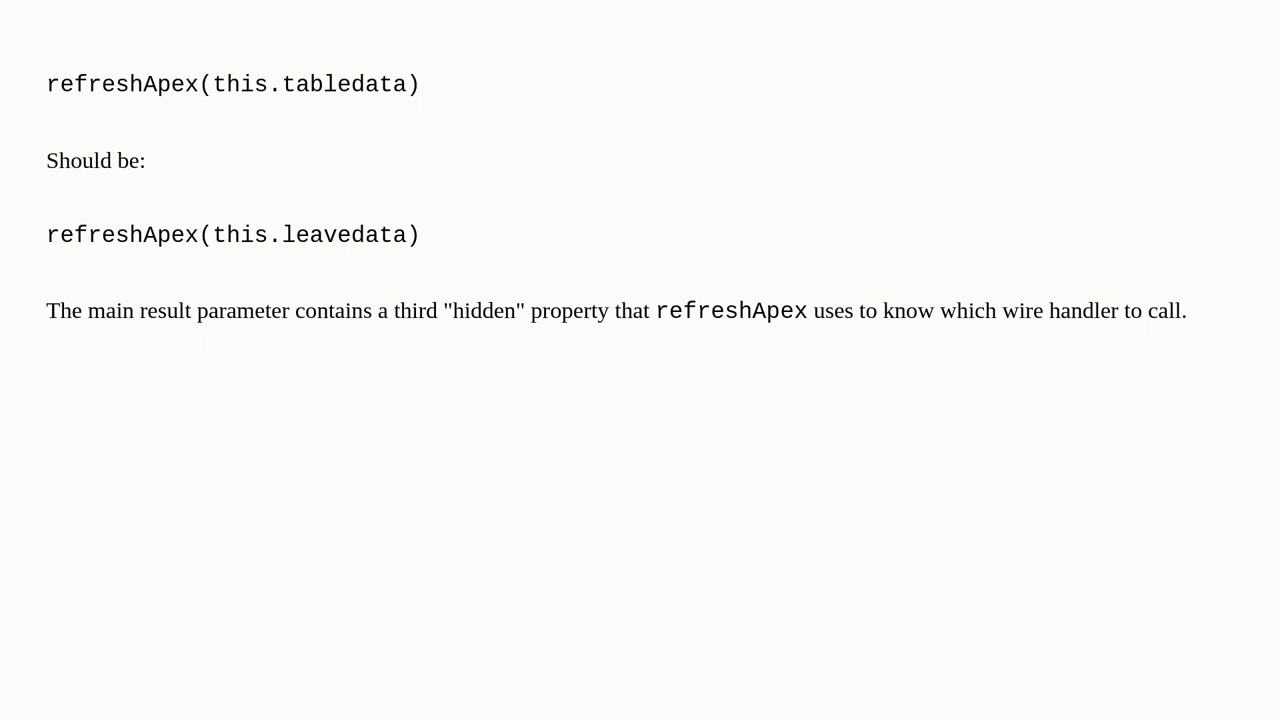 refreshApex(this.tabledata)
Should be:
refreshApex(this.leavedata)
The main result parameter contains a third "hidden" property that refreshApex uses to know which wire handler to call.